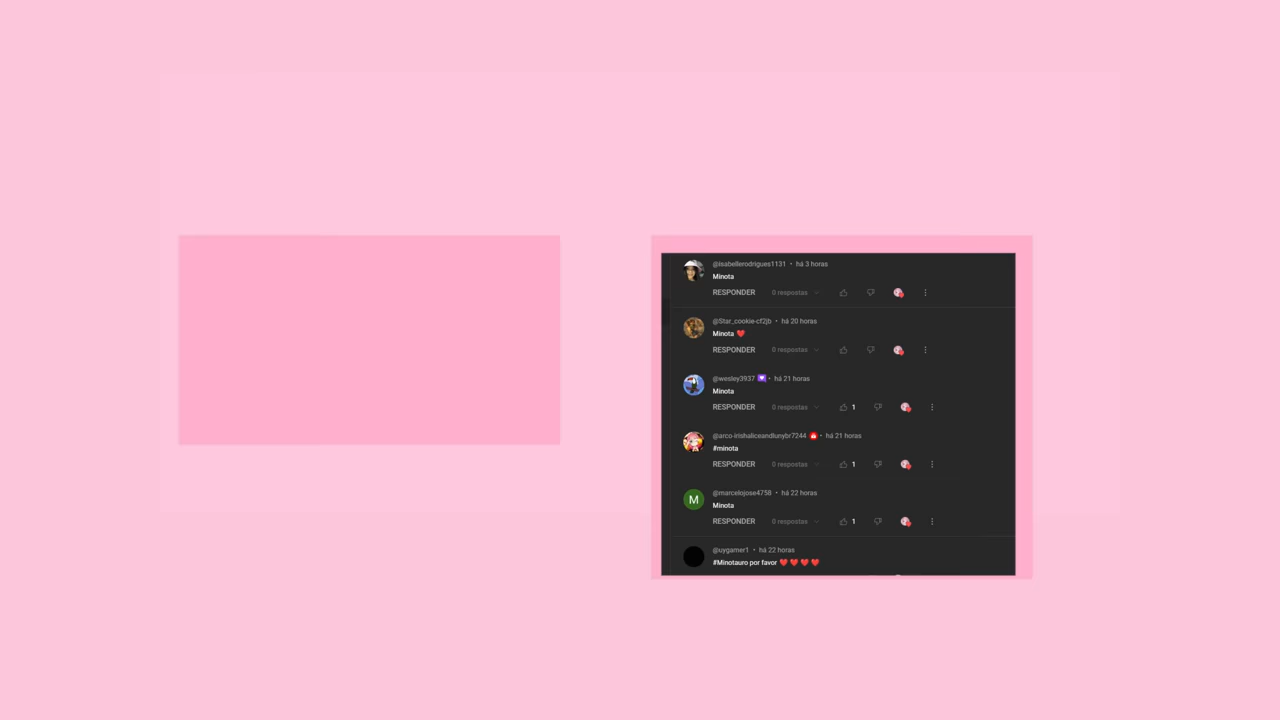 @isabellerodrigues1131 • há 3 horas
Minota
RESPONDER 0 respostas
@Star_cookie-cf2jb • há 20 horas
Minota ❤️
RESPONDER 0 respostas
@wesley3937 • há 21 horas
Minota
RESPONDER 0 respostas 1
@arco-irishaliceandlunybr7244 • há 21 horas
#minota
RESPONDER 0 respostas 1
M
@marcelojose4758 • há 22 horas
Minota
RESPONDER 0 respostas 1
@uygamer1 • há 22 horas
#Minotauro por favor ❤️❤️❤️❤️